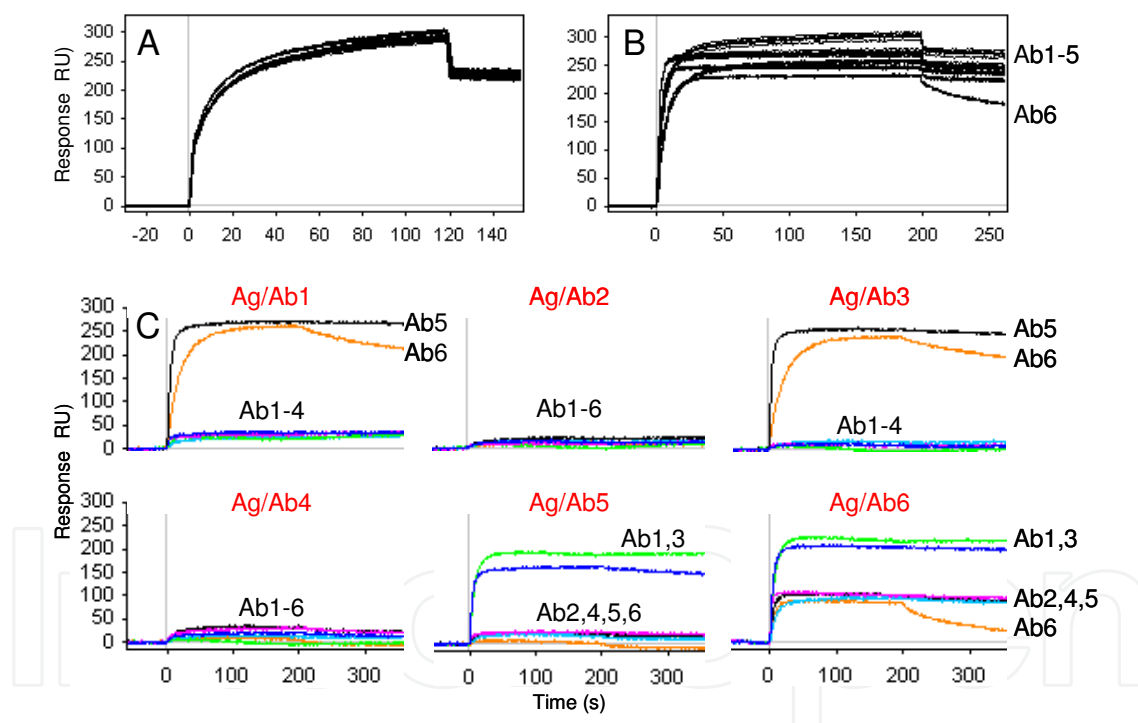 A
B
Response RU)
300
250
200
150
100
50
0
-20 0 20 40 60 80 100 120 140
300
250
200
150
100
50
0
0 50 100 150 200 250
Ab1-5
Ab6
C
Response RU)
Ag/Ab1
Ag/Ab2
Ag/Ab3
300
250
200
150
100
50
0
Ab5
Ab6
Ab1-4
Ab1-6
Ab5
Ab6
Ab1-4
Ag/Ab4
Ag/Ab5
Ag/Ab6
300
250
200
150
100
50
0
Ab1-6
Ab1,3
Ab2,4,5,6
Ab1,3
Ab2,4,5
Ab6
0 100 200 300
0 100 200 300
0 100 200 300
Time (s)